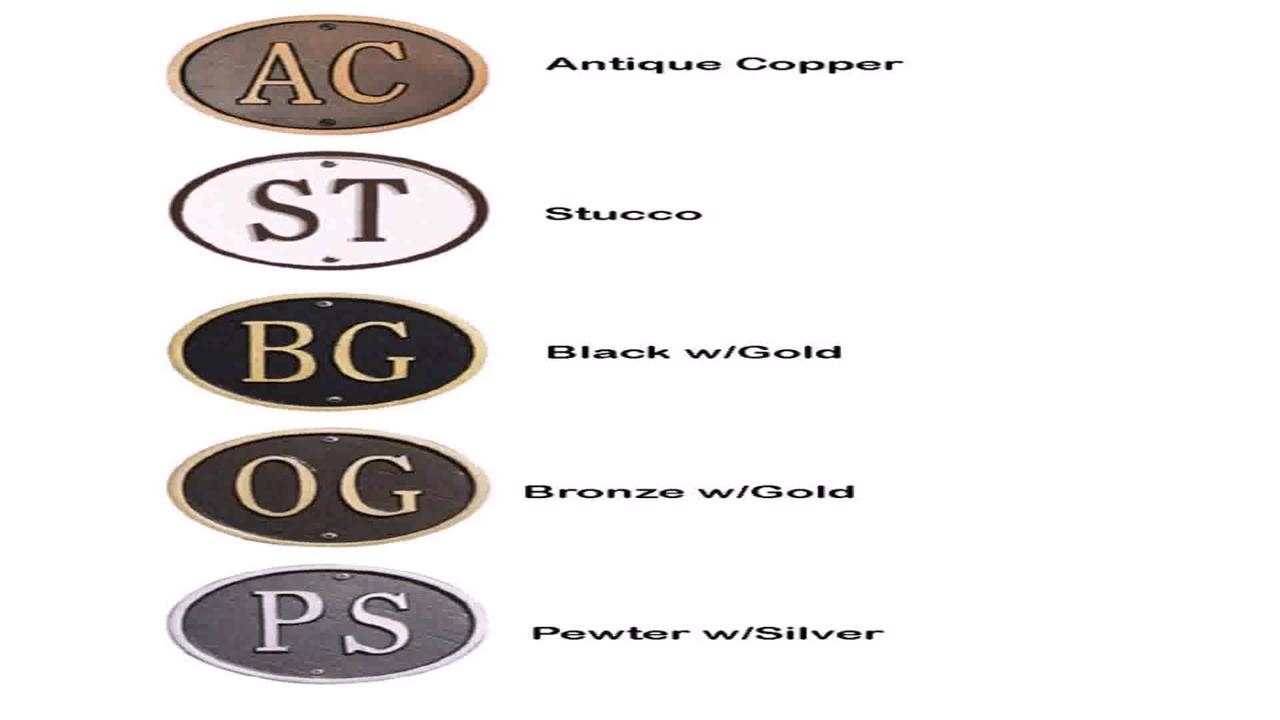 AC Antique Copper
ST Stucco
BG Black w/Gold
OG Bronze w/Gold
PS Pewter w/Silver